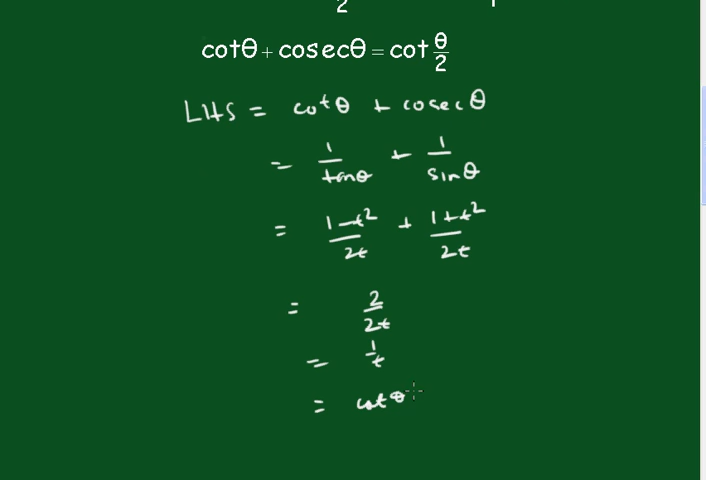 2
cotθ + cosecθ = cot θ/2
LHS = cotθ + cosecθ
= 1/tanθ + 1/sinθ
= 1-t²/2t + 1+t²/2t
= 2/2t
= 1/t
= cotθ